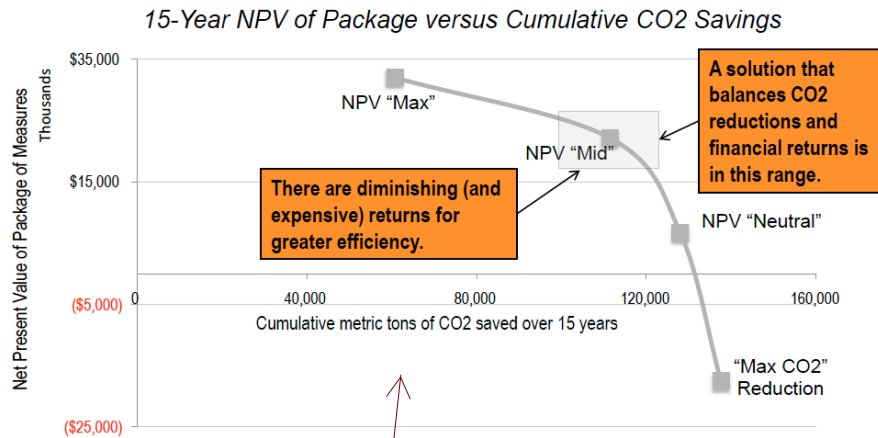 15-Year NPV of Package versus Cumulative CO2 Savings
Net Present Value of Package of Measures
Thousands
$35,000
$15,000
($5,000)
($25,000)
NPV “Max”
NPV “Mid”
A solution that
balances CO2
reductions and
financial returns is
in this range.
There are diminishing (and
expensive) returns for
greater efficiency.
NPV “Neutral”
0
40,000
80,000
120,000
160,000
Cumulative metric tons of CO2 saved over 15 years
“Max CO2”
Reduction